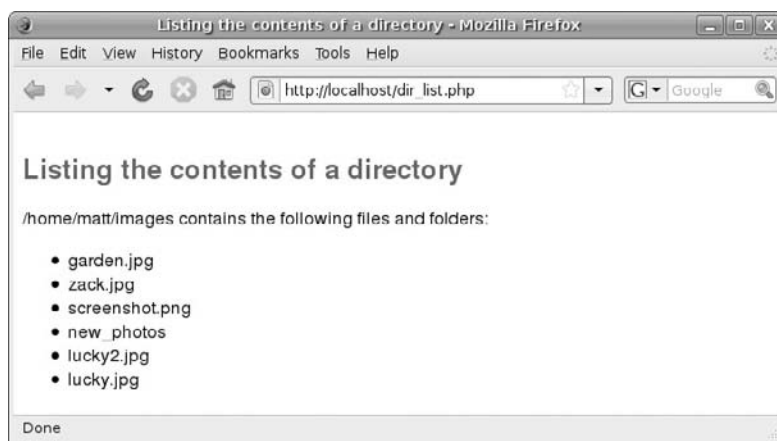 Listing the contents of a directory - Mozilla Firefox
File Edit View History Bookmarks Tools Help
http://localhost/dir_list.php
G Google
Listing the contents of a directory
/home/matt/images contains the following files and folders:
• garden.jpg
• zack.jpg
• screenshot.png
• new_photos
• lucky2.jpg
• lucky.jpg
Done